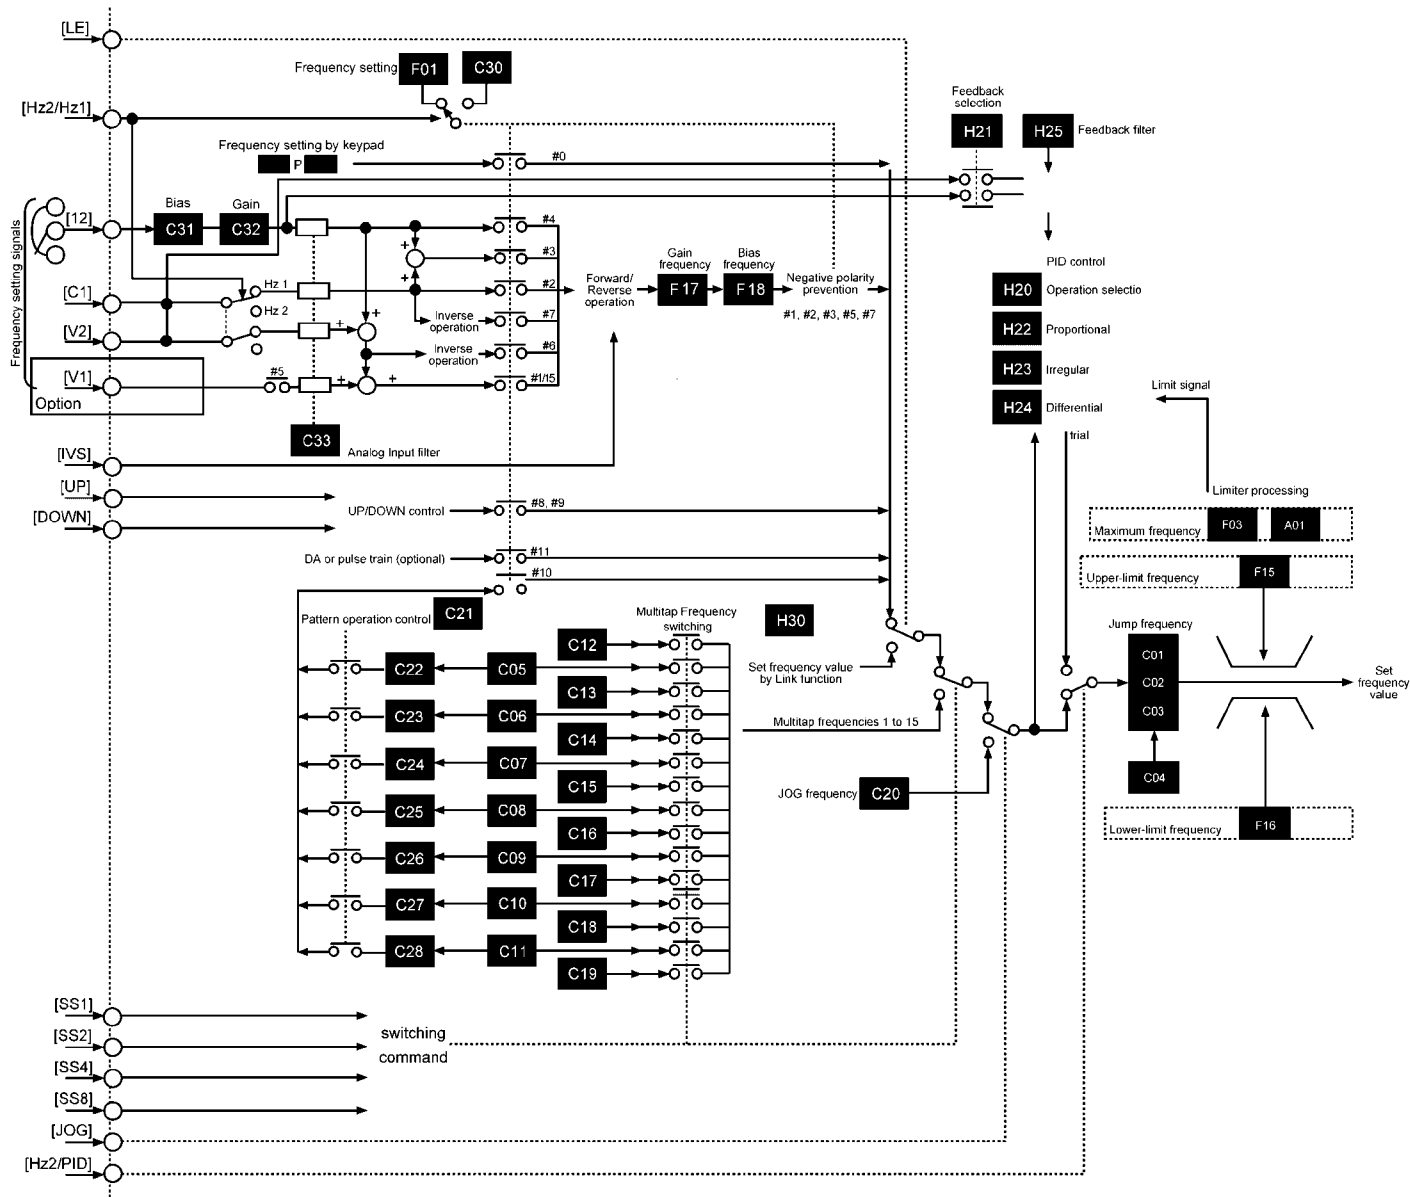 [LE]
Frequency setting
F01
C30
[Hz2/Hz1]
Feedback
selection
H21
H25
Feedback filter
Frequency setting by keypad
P
#0
Frequency setting signals
[12]
Bias
C31
Gain
C32
+
+
#4
#3
#2
#7
#6
#1/15
Forward/
Reverse
operation
Gain
frequency
F 17
Bias
frequency
F 18
Negative polarity
prevention
#1, #2, #3, #5, #7
[C1]
Hz 1
Hz 2
[V2]
+
+
Inverse
operation
Inverse
operation
[V1]
Option
#5
+
+
C33
Analog Input filter
PID control
H20
Operation selectio
H22
Proportional
H23
Irregular
H24
Differential
trial
Limit signal
Limiter processing
Maximum frequency
F03
A01
Upper-limit frequency
F15
[IVS]
[UP]
[DOWN]
UP/DOWN control
#8, #9
DA or pulse train (optional)
#11
#10
Pattern operation control
C21
Multitap Frequency
switching
H30
Set frequency value
by Link function
Multitap frequencies 1 to 15
JOG frequency
C20
C12
C22
C05
C13
C23
C06
C14
C24
C07
C15
C25
C08
C16
C26
C09
C17
C27
C10
C18
C28
C11
C19
Jump frequency
C01
C02
C03
C04
Set
frequency
value
Lower-limit frequency
F16
[SS1]
[SS2]
[SS4]
[SS8]
switching
command
[JOG]
[Hz2/PID]